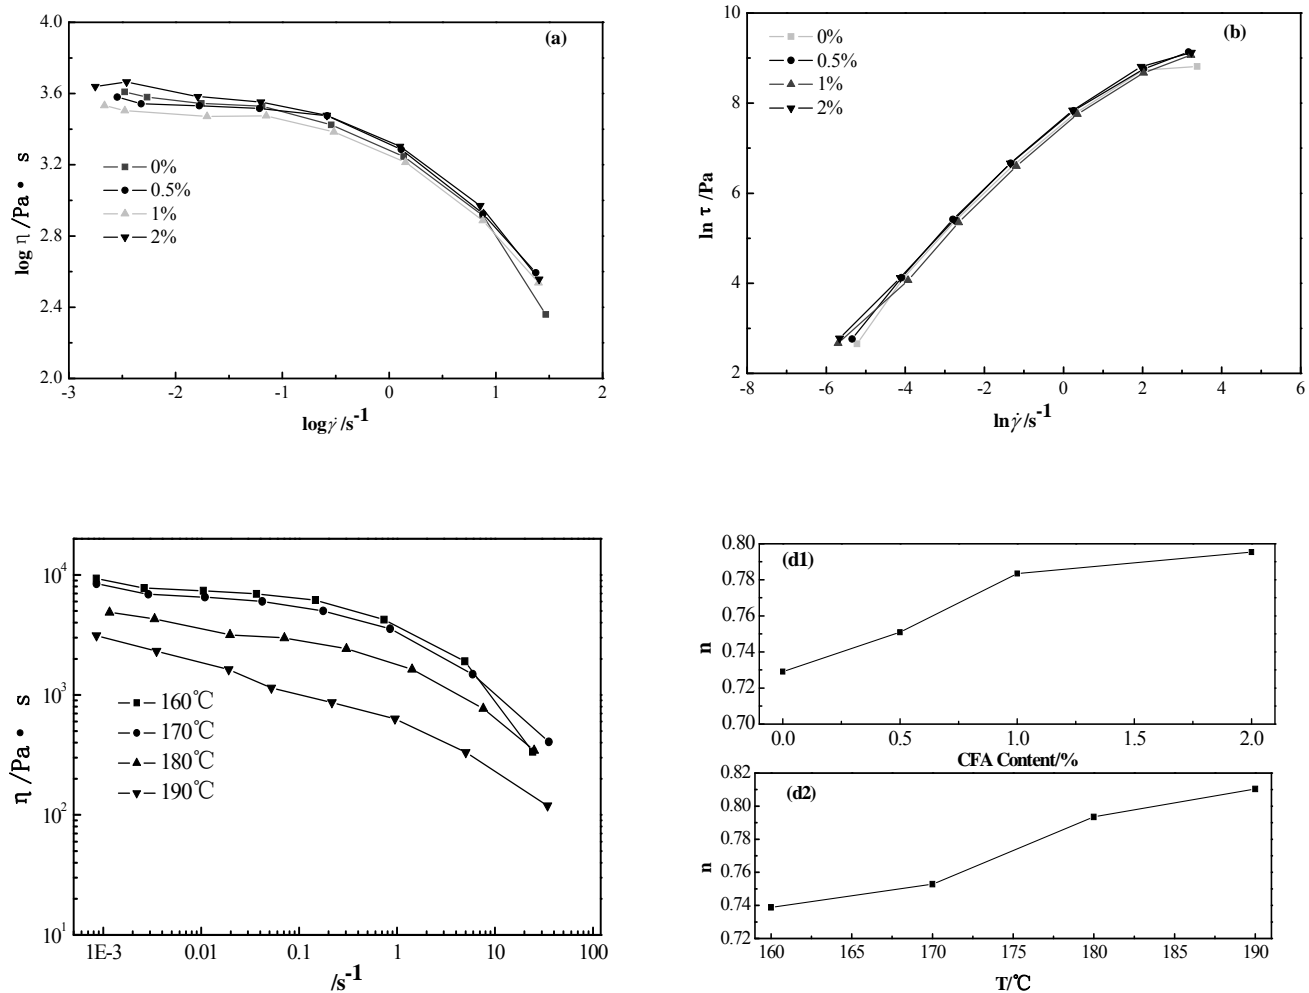 (a)
4.0
3.6
3.2
2.8
2.4
2.0
log η /Pa• s
0%
0.5%
1%
2%
-3 -2 -1 0 1 2
logγ̇ /s-1
(b)
10
8
6
4
2
ln τ /Pa
0%
0.5%
1%
2%
-8 -6 -4 -2 0 2 4 6
lnγ̇/s-1
10^4
10^3
10^2
10^1
η /Pa• s
160℃
170℃
180℃
190℃
1E-3 0.01 0.1 1 10 100
/s-1
(d1)
0.80
0.78
0.76
0.74
0.72
0.70
n
0.0 0.5 1.0 1.5 2.0
CFA Content/%
(d2)
0.82
0.80
0.78
0.76
0.74
0.72
n
160 165 170 175 180 185 190
T/℃